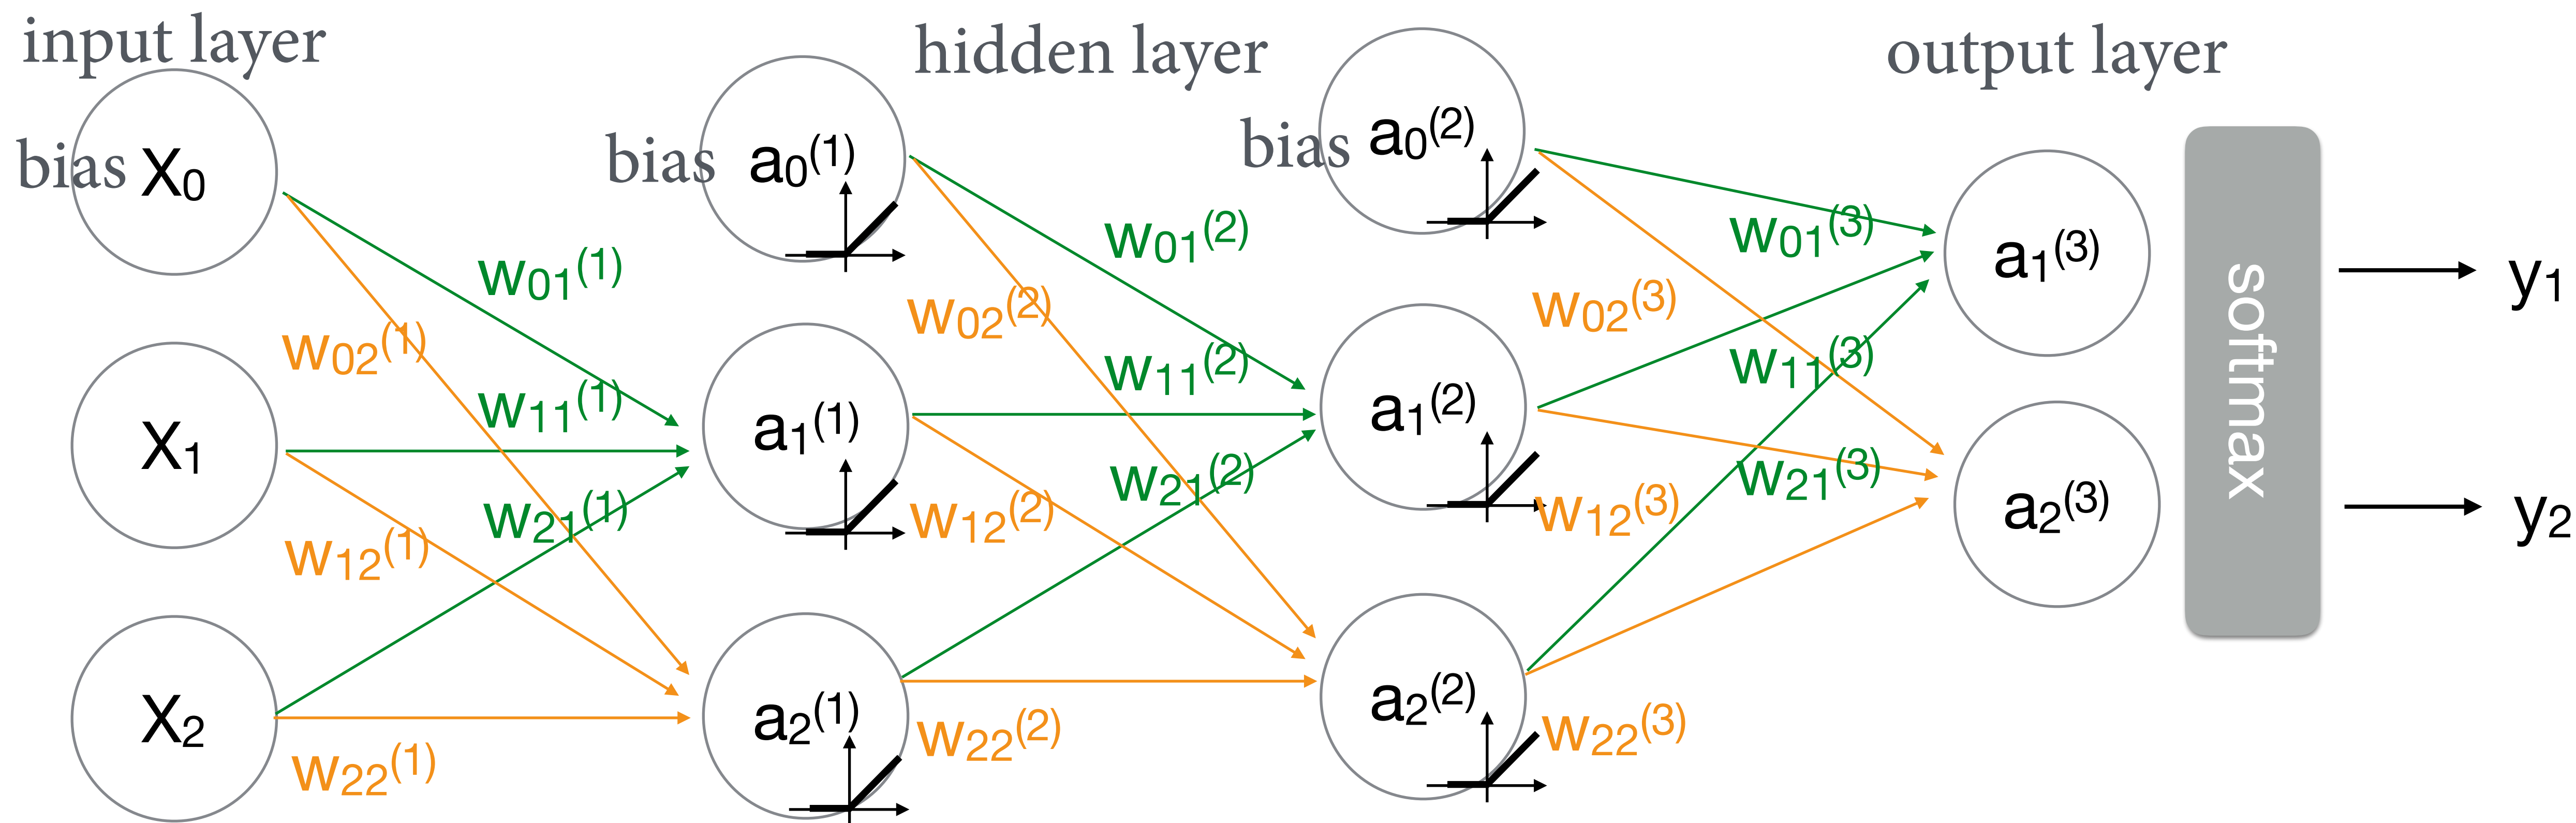 input layer
hidden layer
output layer
bias
X₀
bias
a₀⁽¹⁾
bias
a₀⁽²⁾
w₀₁⁽¹⁾
w₀₂⁽¹⁾
w₁₁⁽¹⁾
w₂₁⁽¹⁾
w₁₂⁽¹⁾
w₂₂⁽¹⁾
X₁
X₂
a₁⁽¹⁾
a₂⁽¹⁾
w₀₁⁽²⁾
w₀₂⁽²⁾
w₁₁⁽²⁾
w₂₁⁽²⁾
w₁₂⁽²⁾
w₂₂⁽²⁾
a₁⁽²⁾
a₂⁽²⁾
w₀₁⁽³⁾
w₀₂⁽³⁾
w₁₁⁽³⁾
w₂₁⁽³⁾
w₁₂⁽³⁾
w₂₂⁽³⁾
a₁⁽³⁾
a₂⁽³⁾
softmax
y₁
y₂